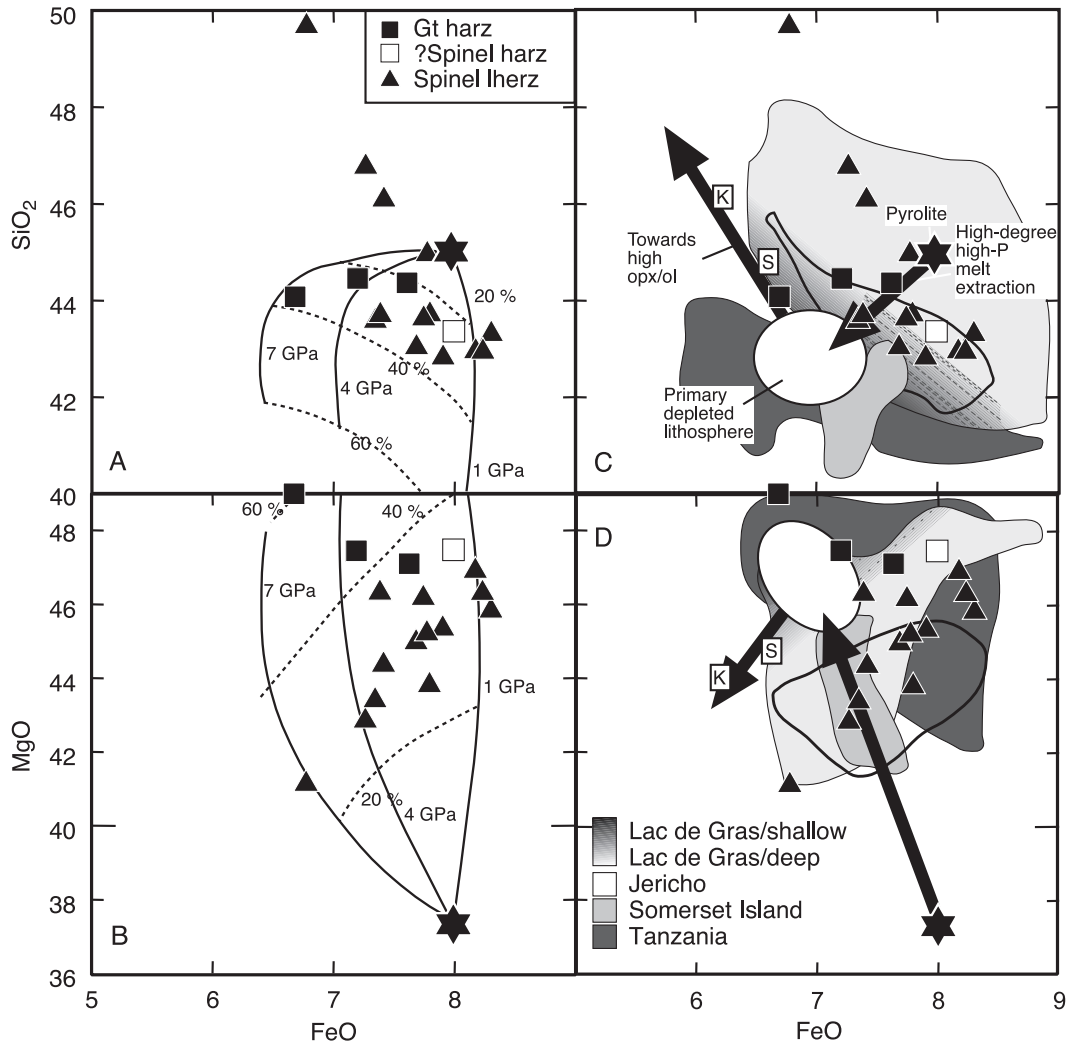 50
48
46
44
42
40
SiO2
Gt harz
?Spinel harz
Spinel lherz
7 GPa
4 GPa
1 GPa
20 %
40 %
60 %
A
K
S
Towards
high
opx/ol
Pyrolite
High-degree
high-P
melt
extraction
Primary
depleted
lithosphere
C
46
44
42
40
38
36
MgO
60 %
40 %
20 %
7 GPa
4 GPa
1 GPa
B
5
6
7
8
FeO
D
S
K
Lac de Gras/shallow
Lac de Gras/deep
Jericho
Somerset Island
Tanzania
6
7
8
9
FeO